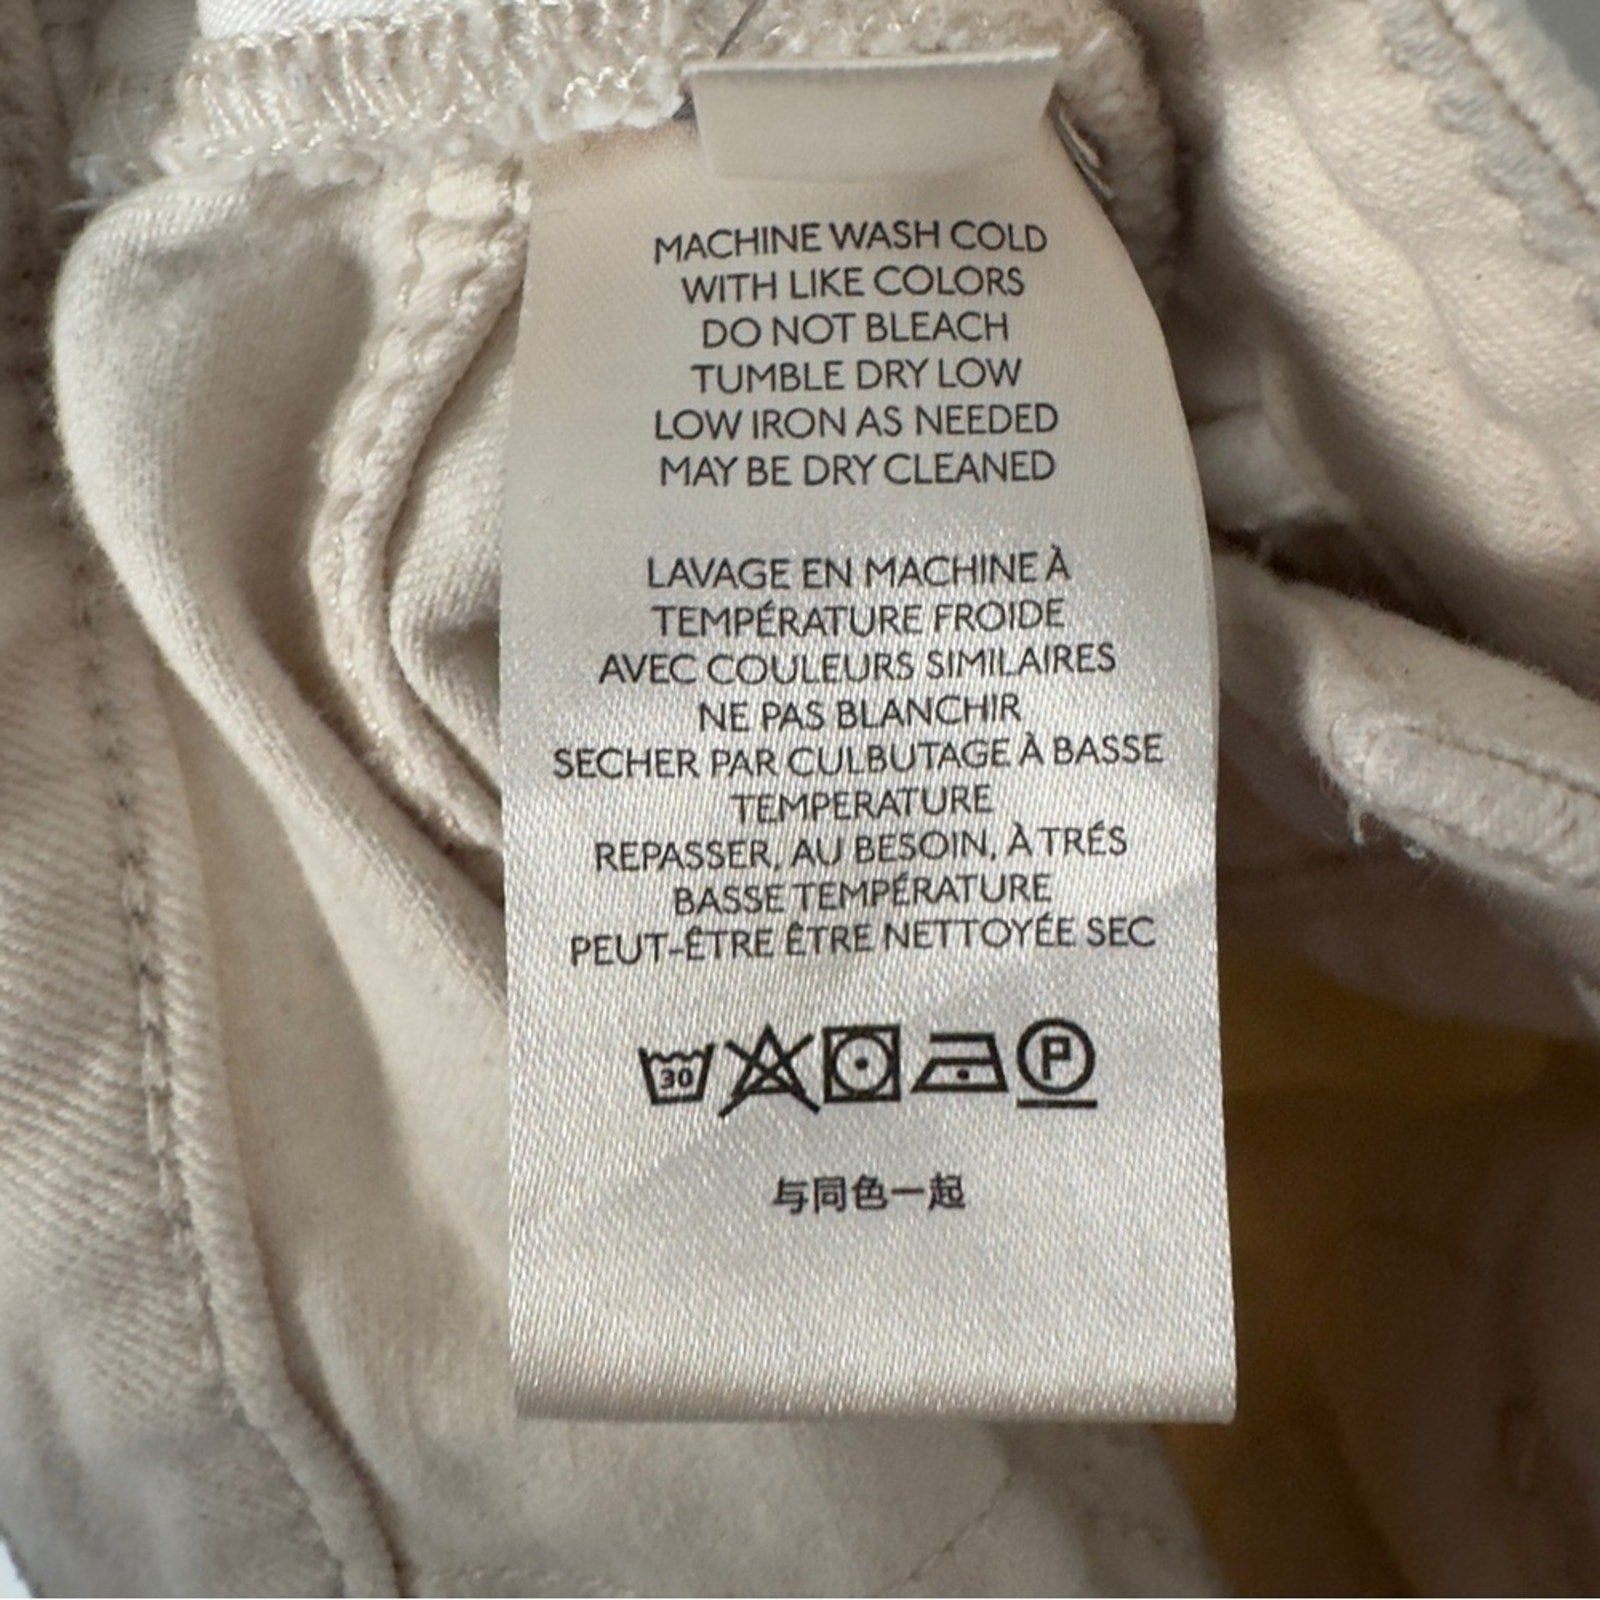 MACHINE WASH COLD
WITH LIKE COLORS
DO NOT BLEACH
TUMBLE DRY LOW
LOW IRON AS NEEDED
MAY BE DRY CLEANED
LAVAGE EN MACHINE À
TEMPÉRATURE FROIDE
AVEC COULEURS SIMILAIRES
NE PAS BLANCHIR
SECHER PAR CULBUTAGE À BASSE
TEMPERATURE
REPASSER, AU BESOIN, À TRÉS
BASSE TEMPÉRATURE
PEUT-ÊTRE ÊTRE NETTOYÉE SEC
30 P
与同色一起